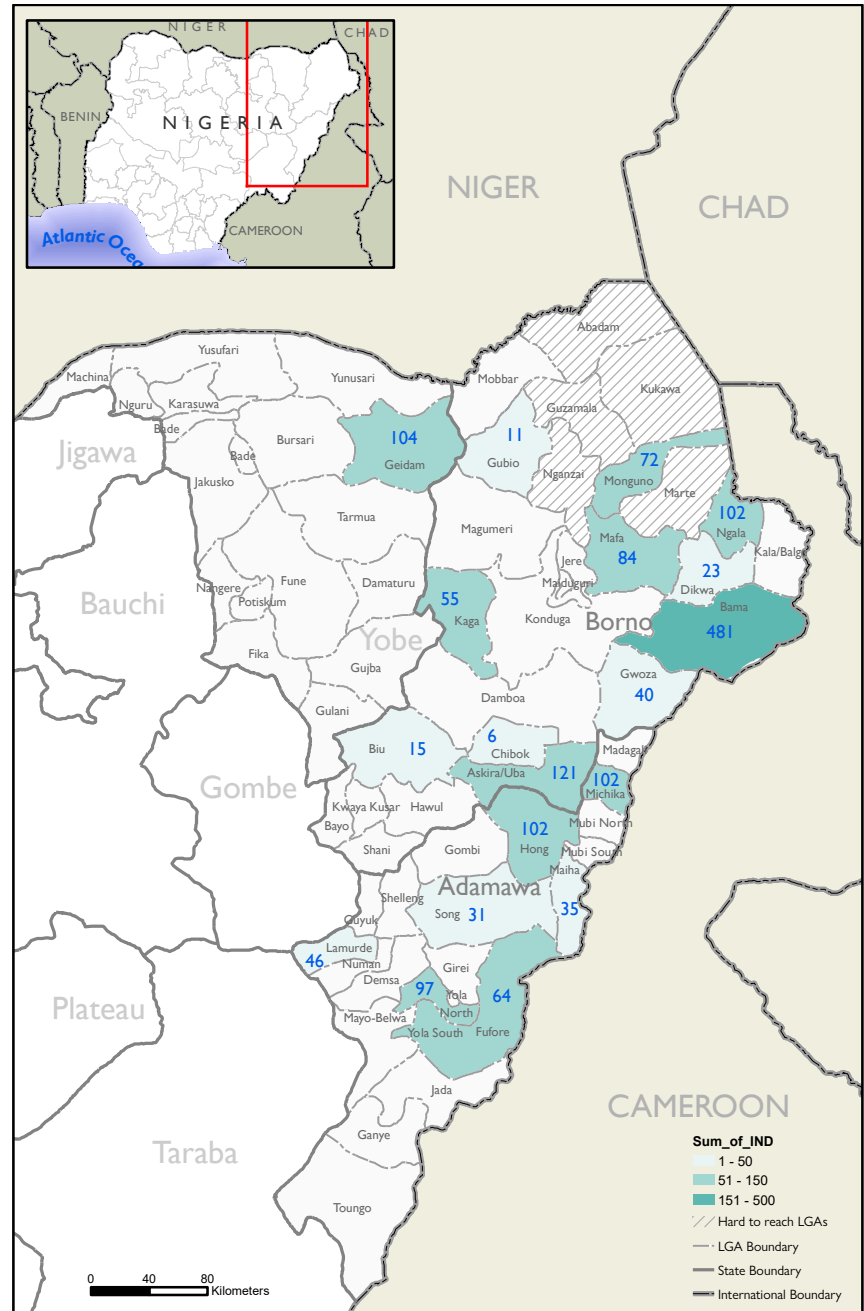 NIGER
CHAD
BENIN
NIGERIA
CAMEROON
Atlantic Ocea
NIGER
CHAD
Abadam
Yusufari
Machina
Yunusari
Mobbar
Kukawa
Nguru
Karasuwa
Guzamala
Bade
Bursari
104
11
Jigawa
Bade
Geidam
Gubio
Nganzai
72
Monguno
Jakusko
Marte
102
Ngala
Tarmua
Magumeri
Mafa
84
Jere
Kala/Balge
Nangere
Fune
Damaturu
Maiduguri
23
Dikwa
Bauchi
Potiskum
55
Kaga
Konduga
Borno
Bama
481
Yobe
Fika
Gujba
Gwoza
40
Damboa
Gulani
6
Chibok
Madagali
Biu
15
Askira/Uba
121
102
Michika
Gombe
Kwaya Kusar
Hawul
Bayo
102
Hong
Mubi North
Shani
Gombi
Mubi South
Maiha
Adamawa
Shelleng
Song
31
35
Guyuk
Lamurde
46
Numan
Girei
Demsa
97
Yola
North
64
Plateau
Mayo-Belwa
Yola South
Fufore
Jada
CAMEROON
Ganye
Taraba
Toungo
Sum_of_IND
1 - 50
51 - 150
151 - 500
Hard to reach LGAs
LGA Boundary
State Boundary
International Boundary
0 40 80
Kilometers